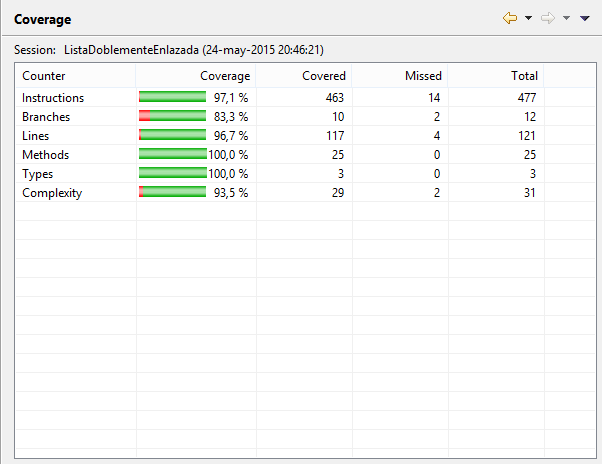 Coverage
Session: ListaDoblementeEnlazada (24-may-2015 20:46:21)
Counter Coverage Covered Missed Total
Instructions 97,1 % 463 14 477
Branches 83,3 % 10 2 12
Lines 96,7 % 117 4 121
Methods 100,0 % 25 0 25
Types 100,0 % 3 0 3
Complexity 93,5 % 29 2 31